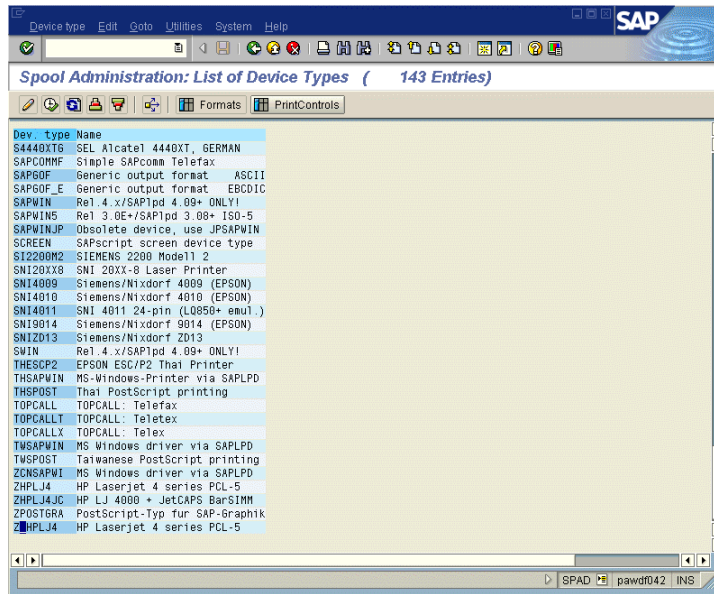 Device type Edit Goto Utilities System Help
SAP
Spool Administration: List of Device Types ( 143 Entries)
Formats PrintControls
Dev. type Name
S4440XTG SEL Alcatel 4440XT, GERMAN
SAPCOMMF Simple SAPcomm Telefax
SAPGOF Generic output format ASCII
SAPGOF_E Generic output format EBCDIC
SAPWIN Rel.4.x/SAPlpd 4.09+ ONLY!
SAPWIN5 Rel 3.0E+/SAPlpd 3.08+ ISO-5
SAPWINJP Obsolete device, use JPSAPWIN
SCREEN SAPscript screen device type
SI2200M2 SIEMENS 2200 Modell 2
SNI20XX8 SNI 20XX-8 Laser Printer
SNI4009 Siemens/Nixdorf 4009 (EPSON)
SNI4010 Siemens/Nixdorf 4010 (EPSON)
SNI4011 SNI 4011 24-pin (LQ850+ emul.)
SNI9014 Siemens/Nixdorf 9014 (EPSON)
SNIZD13 Siemens/Nixdorf ZD13
SWIN Rel.4.x/SAPlpd 4.09+ ONLY!
THESCP2 EPSON ESC/P2 Thai Printer
THSAPWIN MS-Windows-Printer via SAPLPD
THSPOST Thai PostScript printing
TOPCALL TOPCALL: Telefax
TOPCALLT TOPCALL: Teletex
TOPCALLX TOPCALL: Telex
TWSAPWIN MS Windows driver via SAPLPD
TWSPOST Taiwanese PostScript printing
ZCNSAPWI MS Windows driver via SAPLPD
ZHPLJ4 HP Laserjet 4 series PCL-5
ZHPLJ4JC HP LJ 4000 + JetCAPS BarSIMM
ZPOSTGRA PostScript-Typ fur SAP-Graphik
Z_HPLJ4 HP Laserjet 4 series PCL-5
SPAD pawdf042 INS